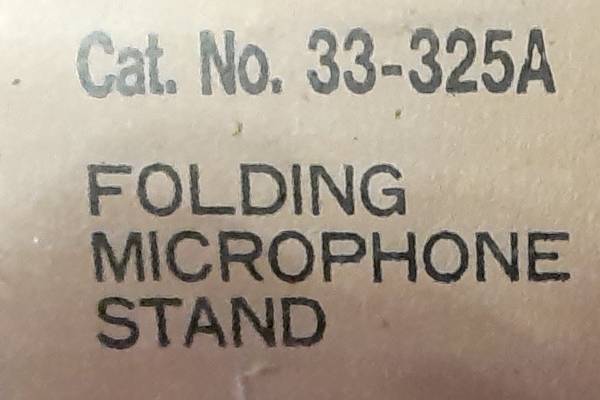 Cat. No. 33-325A
FOLDING
MICROPHONE
STAND